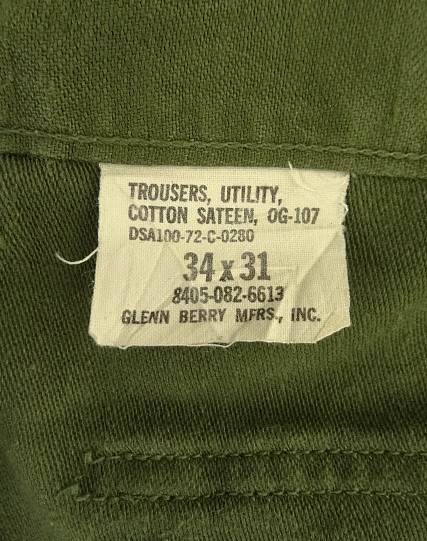 TROUSERS, UTILITY,
COTTON SATEEN, OG-107
DSA100-72-C-0280
34 x 31
8405-082-6613
GLENN BERRY MFRS., INC.